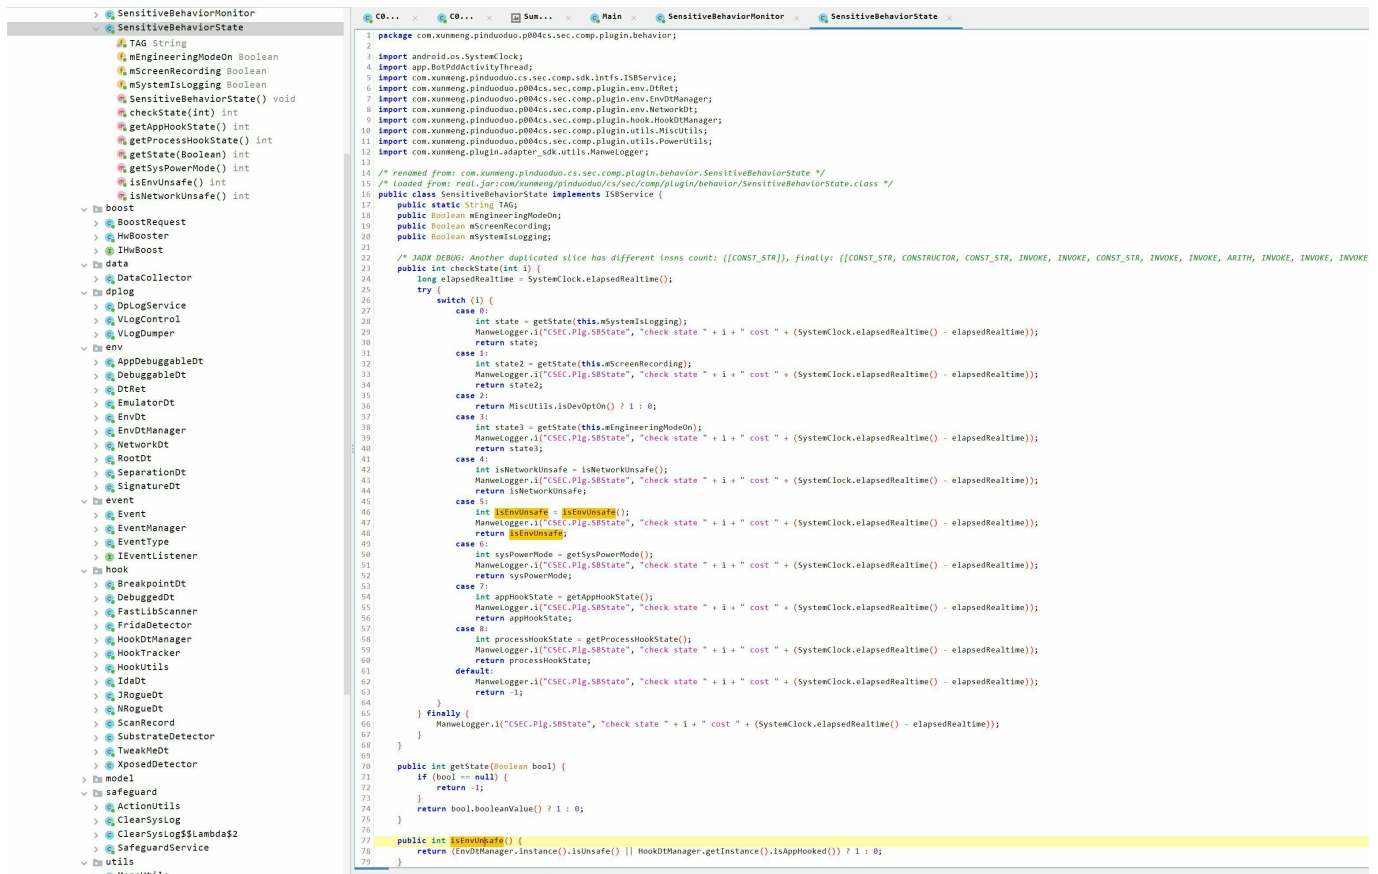 SensitiveBehaviorMonitor
SensitiveBehaviorState
TAG String
mEngineeringModeOn Boolean
mScreenRecording Boolean
mSystemIsLogging Boolean
SensitiveBehaviorState() void
checkState(int) int
getAppHookState() int
getProcessHookState() int
getState(Boolean) int
getSysPowerMode() int
isEnvUnsafe() int
isNetworkUnsafe() int
boost
BoostRequest
HwBooster
IHwBoost
data
DataCollector
dplog
DpLogService
VLogControl
VLogDumper
env
AppDebuggableDt
DebuggableDt
DtRet
EmulatorDt
EnvDt
EnvDtManager
NetworkDt
RootDt
SeparationDt
SignatureDt
event
Event
EventManager
EventType
IEventListener
hook
BreakpointDt
DebuggedDt
FastLibScanner
FridaDetector
HookDtManager
HookTracker
HookUtils
IdaDt
JRogueDt
NRogueDt
ScanRecord
SubstrateDetector
TweakMeDt
XposedDetector
model
safeguard
ActionUtils
ClearSysLog
ClearSysLog$$Lambda$2
SafeguardService
utils
C0... × C0... × Sum... × Main × SensitiveBehaviorMonitor × SensitiveBehaviorState ×
1 package com.xunmeng.pinduoduo.p004cs.sec.comp.plugin.behavior;
2
3 import android.os.SystemClock;
4 import app.BotPddActivityThread;
5 import com.xunmeng.pinduoduo.cs.sec.comp.sdk.intfs.ISBService;
6 import com.xunmeng.pinduoduo.p004cs.sec.comp.plugin.env.DtRet;
7 import com.xunmeng.pinduoduo.p004cs.sec.comp.plugin.env.EnvDtManager;
8 import com.xunmeng.pinduoduo.p004cs.sec.comp.plugin.env.NetworkDt;
9 import com.xunmeng.pinduoduo.p004cs.sec.comp.plugin.hook.HookDtManager;
10 import com.xunmeng.pinduoduo.p004cs.sec.comp.plugin.utils.MiscUtils;
11 import com.xunmeng.pinduoduo.p004cs.sec.comp.plugin.utils.PowerUtils;
12 import com.xunmeng.plugin.adapter_sdk.utils.ManweLogger;
13
14 /* renamed from: com.xunmeng.pinduoduo.cs.sec.comp.plugin.behavior.SensitiveBehaviorState */
15 /* loaded from: real.jar:com/xunmeng/pinduoduo/cs/sec/comp/plugin/behavior/SensitiveBehaviorState.class */
16 public class SensitiveBehaviorState implements ISBService {
17 public static String TAG;
18 public Boolean mEngineeringModeOn;
19 public Boolean mScreenRecording;
20 public Boolean mSystemIsLogging;
21
22 /* JADX DEBUG: Another duplicated slice has different insns count: {[CONST_STR]}, finally: {[CONST_STR, CONSTRUCTOR, CONST_STR, INVOKE, INVOKE, CONST_STR, INVOKE, INVOKE, ARITH, INVOKE, INVOKE, INVOKE
23 public int checkState(int i) {
24 long elapsedRealtime = SystemClock.elapsedRealtime();
25 try {
26 switch (i) {
27 case 0:
28 int state = getState(this.mSystemIsLogging);
29 ManweLogger.i("CSEC.Plg.SBState", "check state " + i + " cost " + (SystemClock.elapsedRealtime() - elapsedRealtime));
30 return state;
31 case 1:
32 int state2 = getState(this.mScreenRecording);
33 ManweLogger.i("CSEC.Plg.SBState", "check state " + i + " cost " + (SystemClock.elapsedRealtime() - elapsedRealtime));
34 return state2;
35 case 2:
36 return MiscUtils.isDevOptOn() ? 1 : 0;
37 case 3:
38 int state3 = getState(this.mEngineeringModeOn);
39 ManweLogger.i("CSEC.Plg.SBState", "check state " + i + " cost " + (SystemClock.elapsedRealtime() - elapsedRealtime));
40 return state3;
41 case 4:
42 int isNetworkUnsafe = isNetworkUnsafe();
43 ManweLogger.i("CSEC.Plg.SBState", "check state " + i + " cost " + (SystemClock.elapsedRealtime() - elapsedRealtime));
44 return isNetworkUnsafe;
45 case 5:
46 int isEnvUnsafe = isEnvUnsafe();
47 ManweLogger.i("CSEC.Plg.SBState", "check state " + i + " cost " + (SystemClock.elapsedRealtime() - elapsedRealtime));
48 return isEnvUnsafe;
49 case 6:
50 int sysPowerMode = getSysPowerMode();
51 ManweLogger.i("CSEC.Plg.SBState", "check state " + i + " cost " + (SystemClock.elapsedRealtime() - elapsedRealtime));
52 return sysPowerMode;
53 case 7:
54 int appHookState = getAppHookState();
55 ManweLogger.i("CSEC.Plg.SBState", "check state " + i + " cost " + (SystemClock.elapsedRealtime() - elapsedRealtime));
56 return appHookState;
57 case 8:
58 int processHookState = getProcessHookState();
59 ManweLogger.i("CSEC.Plg.SBState", "check state " + i + " cost " + (SystemClock.elapsedRealtime() - elapsedRealtime));
60 return processHookState;
61 default:
62 ManweLogger.i("CSEC.Plg.SBState", "check state " + i + " cost " + (SystemClock.elapsedRealtime() - elapsedRealtime));
63 return -1;
64 }
65 } finally {
66 ManweLogger.i("CSEC.Plg.SBState", "check state " + i + " cost " + (SystemClock.elapsedRealtime() - elapsedRealtime));
67 }
68 }
69
70 public int getState(Boolean bool) {
71 if (bool == null) {
72 return -1;
73 }
74 return bool.booleanValue() ? 1 : 0;
75 }
76
77 public int isEnvUnsafe() {
78 return (EnvDtManager.instance().isUnsafe() || HookDtManager.getInstance().isAppHooked()) ? 1 : 0;
79 }